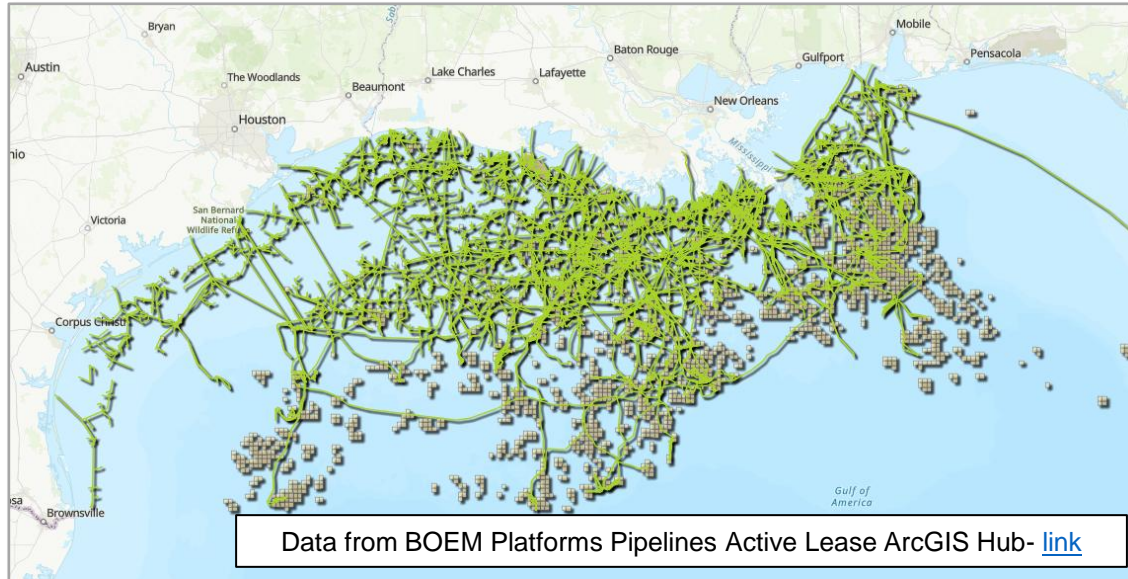 Bryan
Mobile
Baton Rouge
Gulfport
Pensacola
Austin
The Woodlands
Lake Charles
Lafayette
Beaumont
New Orleans
Houston
Mississippi
San Bernard
National
Wildlife Refu
Victoria
Corpus Christi
Gulf of
America
Brownsville
Data from BOEM Platforms Pipelines Active Lease ArcGIS Hub- link